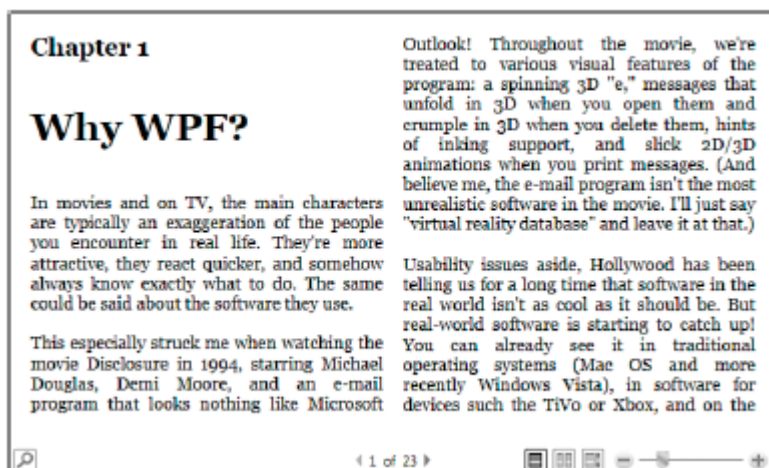 Chapter 1
Why WPF?
In movies and on TV, the main characters
are typically an exaggeration of the people
you encounter in real life. They're more
attractive, they react quicker, and somehow
always know exactly what to do. The same
could be said about the software they use.
This especially struck me when watching the
movie Disclosure in 1994, starring Michael
Douglas, Demi Moore, and an e-mail
program that looks nothing like Microsoft
Outlook! Throughout the movie, we're
treated to various visual features of the
program: a spinning 3D "e," messages that
unfold in 3D when you open them and
crumple in 3D when you delete them, hints
of inking support, and slick 2D/3D
animations when you print messages. (And
believe me, the e-mail program isn't the most
unrealistic software in the movie. I'll just say
"virtual reality database" and leave it at that.)
Usability issues aside, Hollywood has been
telling us for a long time that software in the
real world isn't as cool as it should be. But
real-world software is starting to catch up!
You can already see it in traditional
operating systems (Mac OS and more
recently Windows Vista), in software for
devices such the TiVo or Xbox, and on the
1 of 23